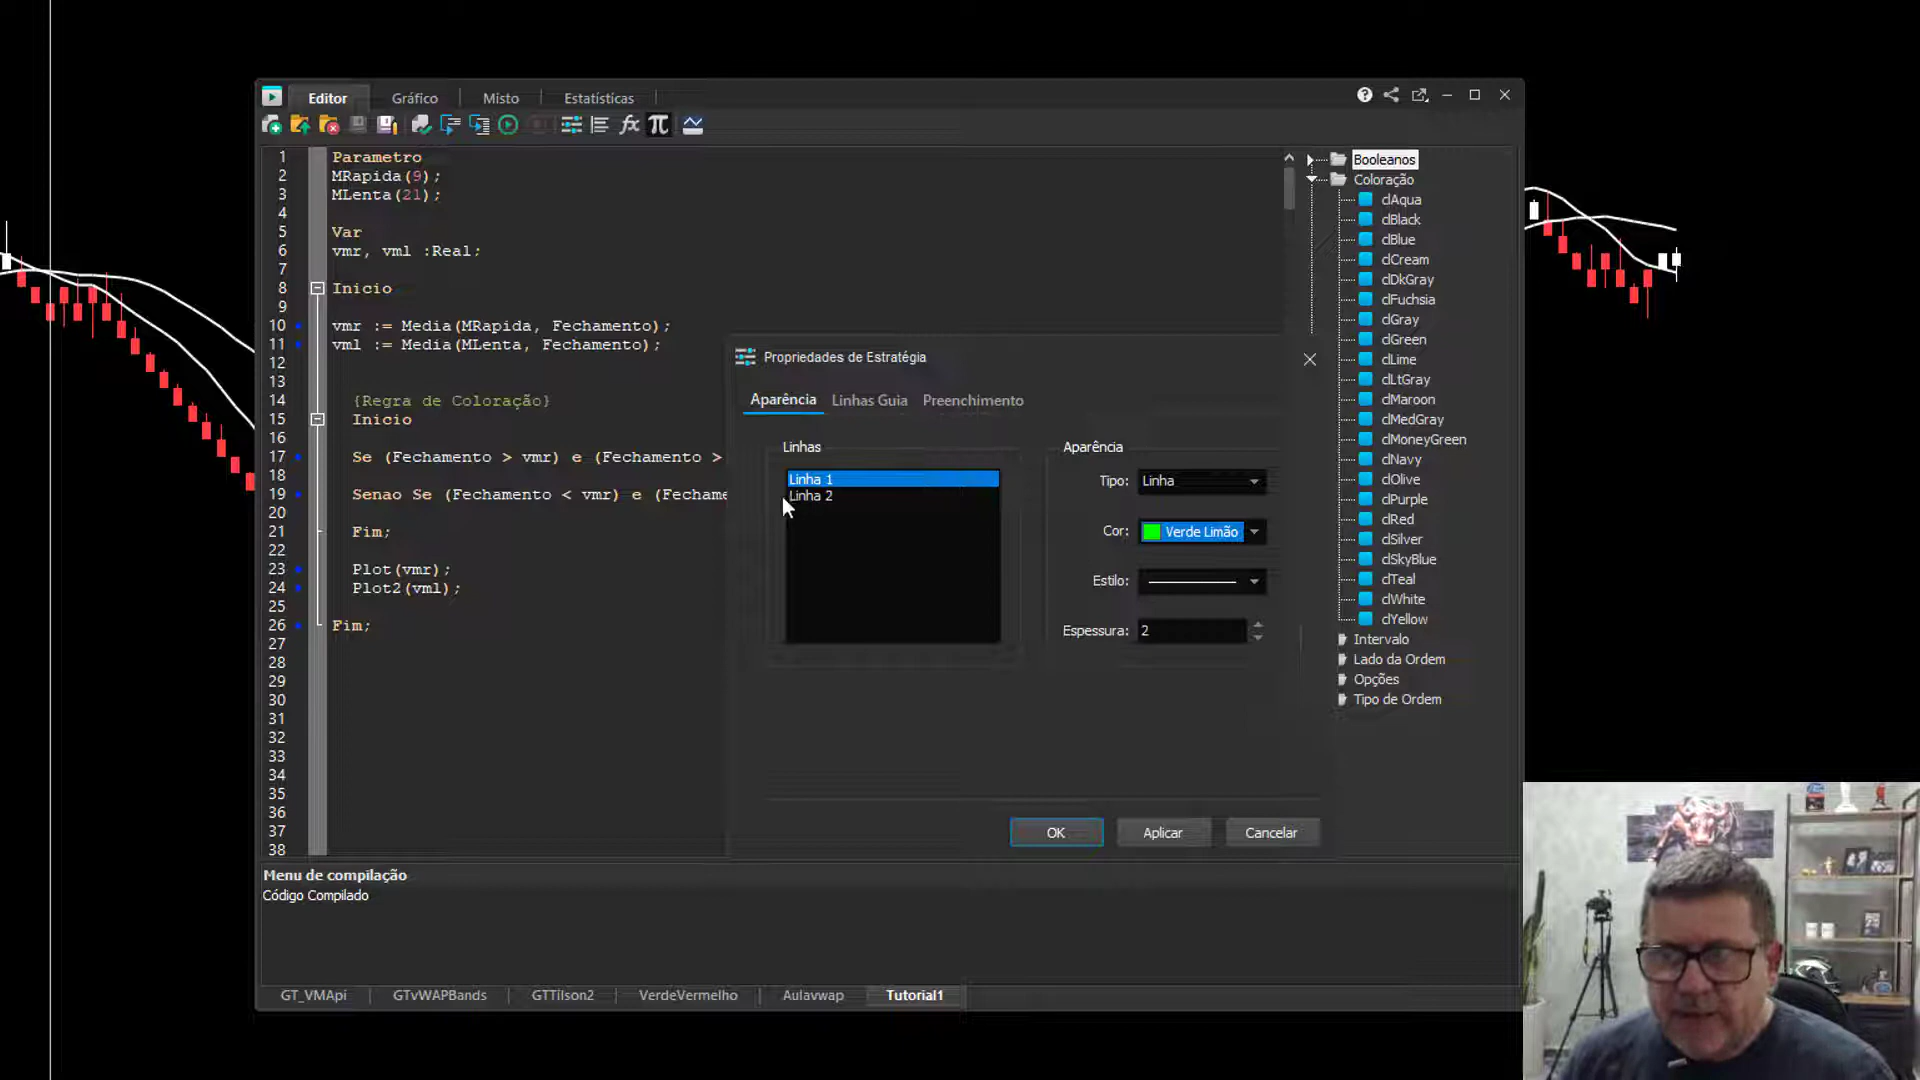 Editor Gráfico Misto Estatísticas
1 Parametro
2 MRapida(9);
3 MLenta(21);
4
5 Var
6 vmr, vml :Real;
7
8 Inicio
9
10 vmr := Media(MRapida, Fechamento);
11 vml := Media(MLenta, Fechamento);
12
13
14 {Regra de Coloração}
15 Inicio
16
17 Se (Fechamento > vmr) e (Fechamento >
18
19 Senao Se (Fechamento < vmr) e (Fechame
20
21 Fim;
22
23 Plot(vmr);
24 Plot2(vml);
25
26 Fim;
27
28
29
30
31
32
33
34
35
36
37
38
Propriedades de Estratégia
Aparência Linhas Guia Preenchimento
Linhas
Linha 1
Linha 2
Aparência
Tipo: Linha
Cor: Verde Limão
Estilo:
Espessura: 2
OK Aplicar Cancelar
Booleanos
Coloração
clAqua
clBlack
clBlue
clCream
clDkGray
clFuchsia
clGray
clGreen
clLime
clLtGray
clMaroon
clMedGray
clMoneyGreen
clNavy
clOlive
clPurple
clRed
clSilver
clSkyBlue
clTeal
clWhite
clYellow
Intervalo
Lado da Ordem
Opções
Tipo de Ordem
Menu de compilação
Código Compilado
GT_VMApi GTvWAPBands GTTilson2 VerdeVermelho Aulavwap Tutorial1